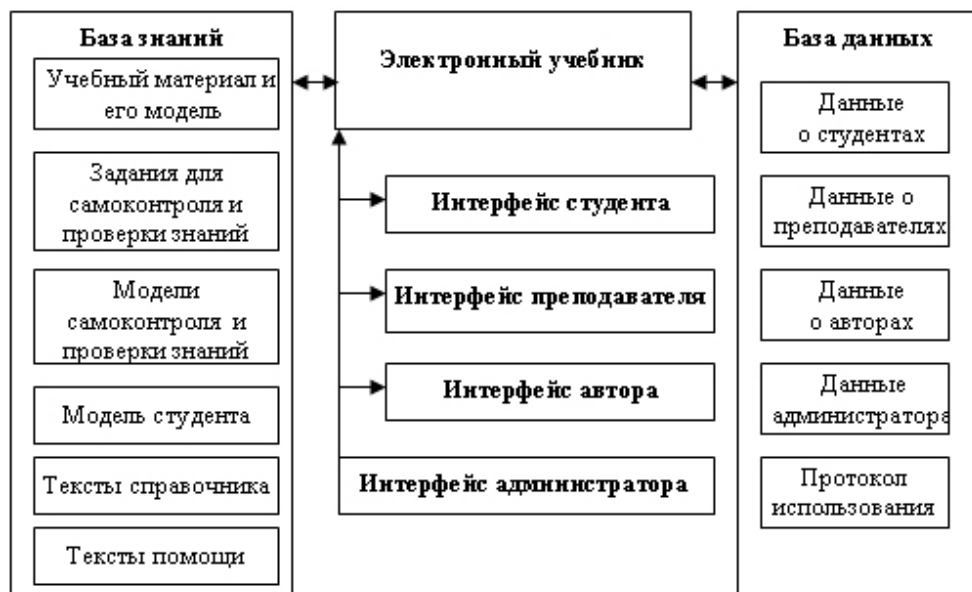 База знаний
Учебный материал и
его модель
Задания для
самоконтроля и
проверки знаний
Модели
самоконтроля и
проверки знаний
Модель студента
Тексты справочника
Тексты помощи
Электронный учебник
Интерфейс студента
Интерфейс преподавателя
Интерфейс автора
Интерфейс администратора
База данных
Данные
о студентах
Данные о
преподавателях
Данные
о авторах
Данные
администратора
Протокол
использования